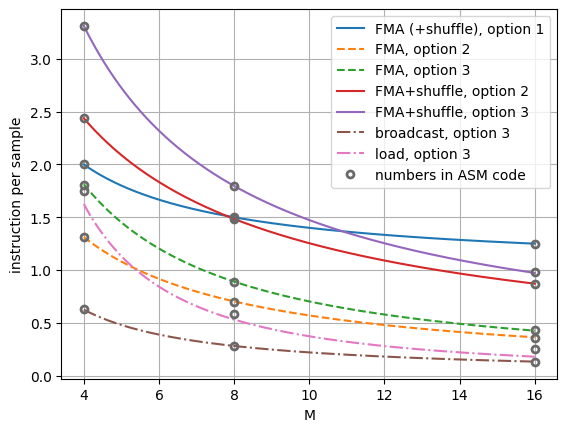 FMA (+shuffle), option 1
FMA, option 2
FMA, option 3
FMA+shuffle, option 2
FMA+shuffle, option 3
broadcast, option 3
load, option 3
numbers in ASM code
instruction per sample
3.0
2.5
2.0
1.5
1.0
0.5
0.0
4 6 8 10 12 14 16
M